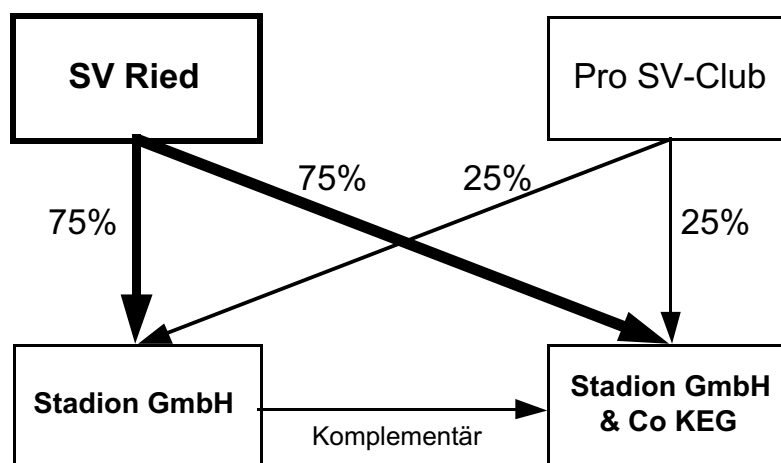 SV Ried
Pro SV-Club
75%
75%
25%
25%
Stadion GmbH
Komplementär
Stadion GmbH
& Co KEG